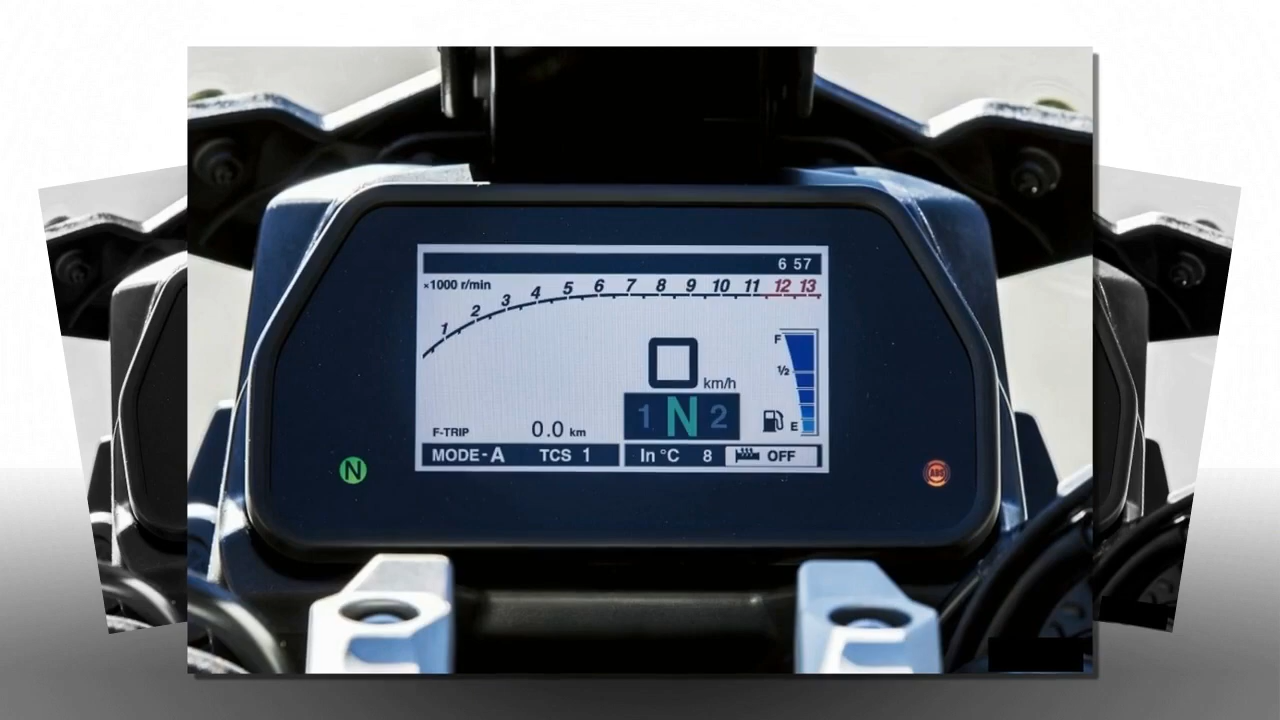 6 57
×1000 r/min
1 2 3 4 5 6 7 8 9 10 11 12 13
F
0 km/h
1/2
1 N 2
E
F-TRIP 0.0 km
MODE-A TCS 1 In °C 8 OFF
N
ABS